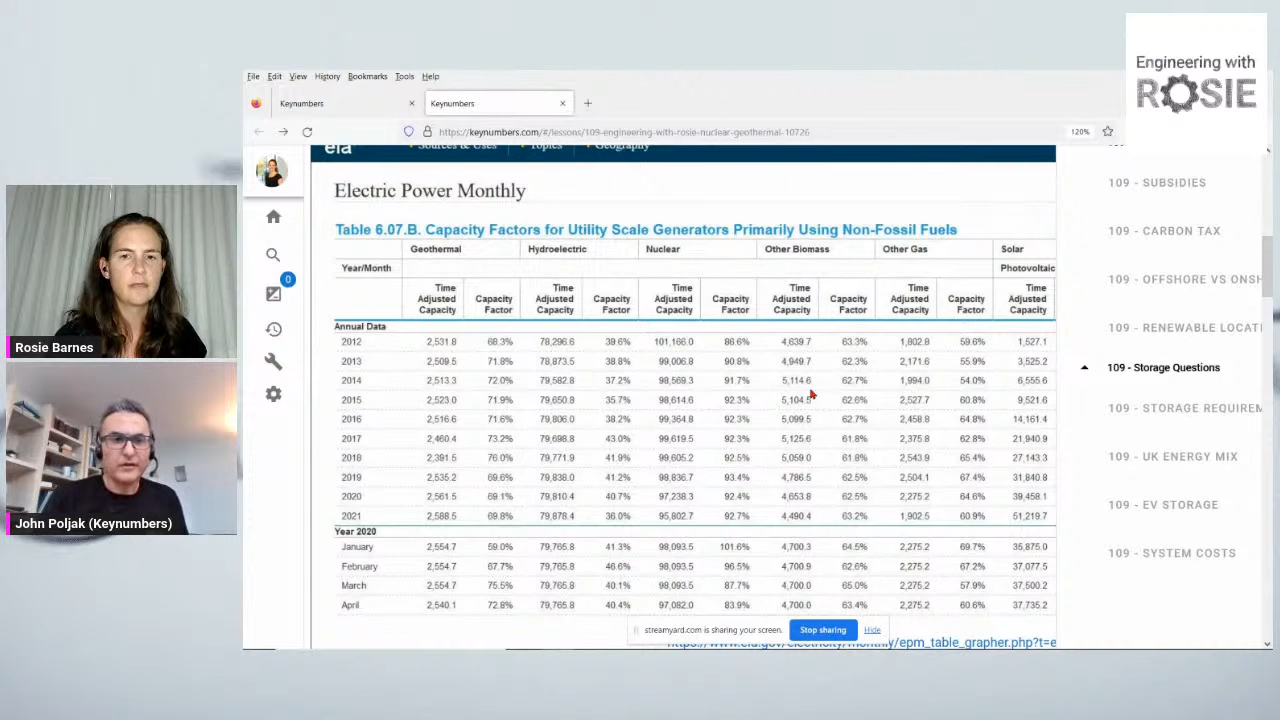 Engineering with
ROSIE
File Edit View History Bookmarks Tools Help
Keynumbers × Keynumbers × +
https://keynumbers.com/#/lessons/109-engineering-with-rosie-nuclear-geothermal-10726 120%
eia Sources & Uses Topics Geography
Electric Power Monthly
Table 6.07.B. Capacity Factors for Utility Scale Generators Primarily Using Non-Fossil Fuels
Geothermal Hydroelectric Nuclear Other Biomass Other Gas Solar
Year/Month Photovoltaic
Time Adjusted Capacity Capacity Factor Time Adjusted Capacity Capacity Factor Time Adjusted Capacity Capacity Factor Time Adjusted Capacity Capacity Factor Time Adjusted Capacity Capacity Factor Time Adjusted Capacity
Annual Data
2012 2,531.8 68.3% 78,296.6 39.6% 101,166.0 86.6% 4,639.7 63.3% 1,802.8 59.6% 1,527.1
2013 2,509.5 71.8% 78,873.5 38.8% 99,006.8 90.8% 4,949.7 62.3% 2,171.6 55.9% 3,525.2
2014 2,513.3 72.0% 79,582.8 37.2% 98,569.3 91.7% 5,114.6 62.7% 1,994.0 54.0% 6,555.6
2015 2,523.0 71.9% 79,650.8 35.7% 98,614.6 92.3% 5,104.5 62.6% 2,527.7 60.8% 9,521.6
2016 2,516.6 71.6% 79,806.0 38.2% 99,364.8 92.3% 5,099.5 62.7% 2,458.8 64.8% 14,161.4
2017 2,460.4 73.2% 79,698.8 43.0% 99,619.5 92.3% 5,125.6 61.8% 2,375.8 62.8% 21,940.9
2018 2,391.5 76.0% 79,771.9 41.9% 99,605.2 92.5% 5,059.0 61.8% 2,543.9 65.4% 27,143.3
2019 2,535.2 69.6% 79,838.0 41.2% 98,836.7 93.4% 4,786.5 62.5% 2,504.1 67.4% 31,840.8
2020 2,561.5 69.1% 79,810.4 40.7% 97,238.3 92.4% 4,653.8 62.5% 2,275.2 64.6% 39,458.1
2021 2,588.5 69.8% 79,878.4 36.0% 95,802.7 92.7% 4,490.4 63.2% 1,902.5 60.9% 51,219.7
Year 2020
January 2,554.7 59.0% 79,765.8 41.3% 98,093.5 101.6% 4,700.3 64.5% 2,275.2 69.7% 35,875.0
February 2,554.7 67.7% 79,765.8 46.6% 98,093.5 96.5% 4,700.9 62.6% 2,275.2 67.2% 37,077.5
March 2,554.7 75.5% 79,765.8 40.1% 98,093.5 87.7% 4,700.0 65.0% 2,275.2 57.9% 37,500.2
April 2,540.1 72.8% 79,765.8 40.4% 97,082.0 83.9% 4,700.0 63.4% 2,275.2 60.6% 37,735.2
streamyard.com is sharing your screen. Stop sharing Hide
https://www.eia.gov/electricity/monthly/epm_table_grapher.php?t=e
0
109 - SUBSIDIES
109 - CARBON TAX
109 - OFFSHORE VS ONSH
109 - RENEWABLE LOCATI
109 - Storage Questions
109 - STORAGE REQUIREM
109 - UK ENERGY MIX
109 - EV STORAGE
109 - SYSTEM COSTS
Rosie Barnes
John Poljak (Keynumbers)